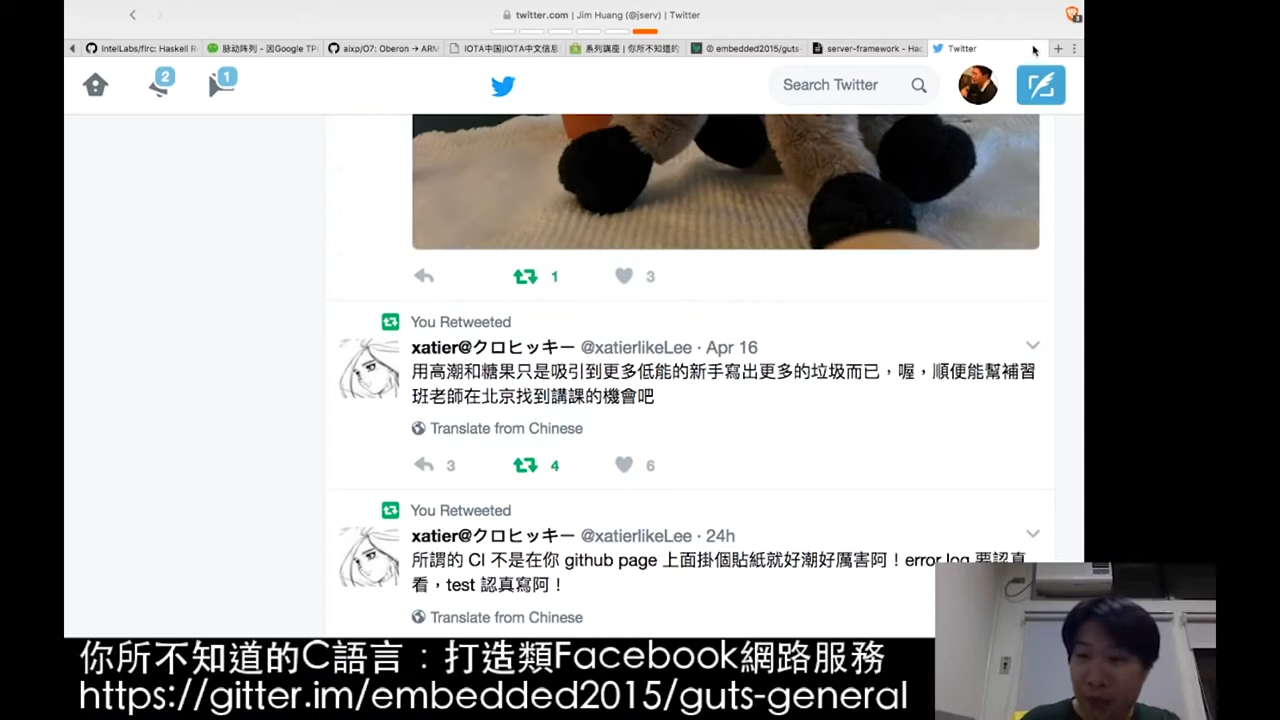 twitter.com | Jim Huang (@jserv) | Twitter
IntelLabs/flrc: Haskell R
脉动阵列 - 因Google TP
aixp/O7: Oberon → ARM
IOTA中国|IOTA中文信息
系列講座 | 你所不知道的
embedded2015/guts-
server-framework - Hac
Twitter
2
1
Search Twitter
1
3
You Retweeted
xatier@クロヒッキー @xatierlikeLee · Apr 16
用高潮和糖果只是吸引到更多低能的新手寫出更多的垃圾而已，喔，順便能幫補習
班老師在北京找到講課的機會吧
Translate from Chinese
3
4
6
You Retweeted
xatier@クロヒッキー @xatierlikeLee · 24h
所謂的 CI 不是在你 github page 上面掛個貼紙就好潮好厲害阿！error log 要認真
看，test 認真寫阿！
Translate from Chinese
你所不知道的C語言：打造類Facebook網路服務
https://gitter.im/embedded2015/guts-general